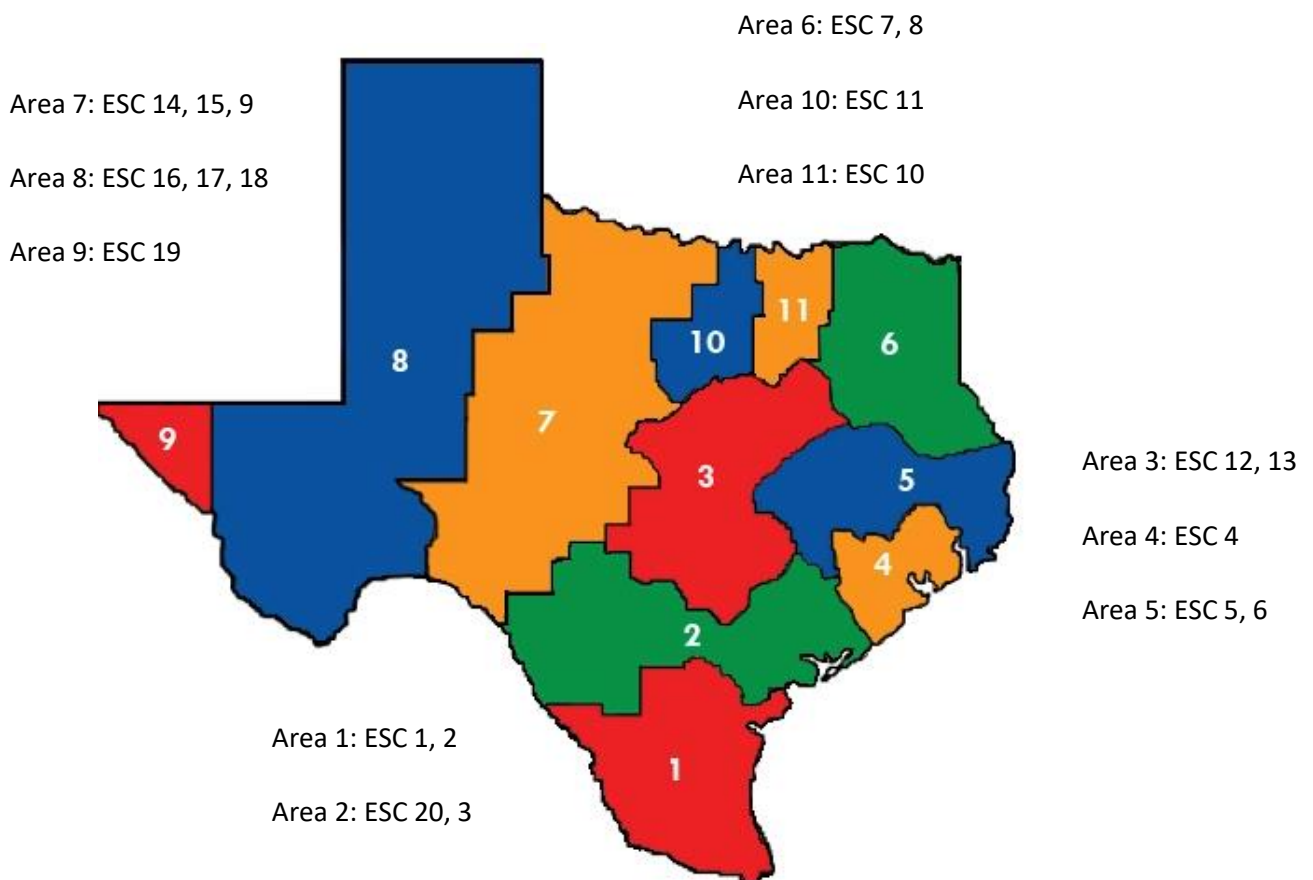 Area 6: ESC 7, 8
Area 7: ESC 14, 15, 9
Area 10: ESC 11
Area 8: ESC 16, 17, 18
Area 11: ESC 10
Area 9: ESC 19
11
10
6
8
7
9
3
5
Area 3: ESC 12, 13
Area 4: ESC 4
4
Area 5: ESC 5, 6
2
Area 1: ESC 1, 2
1
Area 2: ESC 20, 3